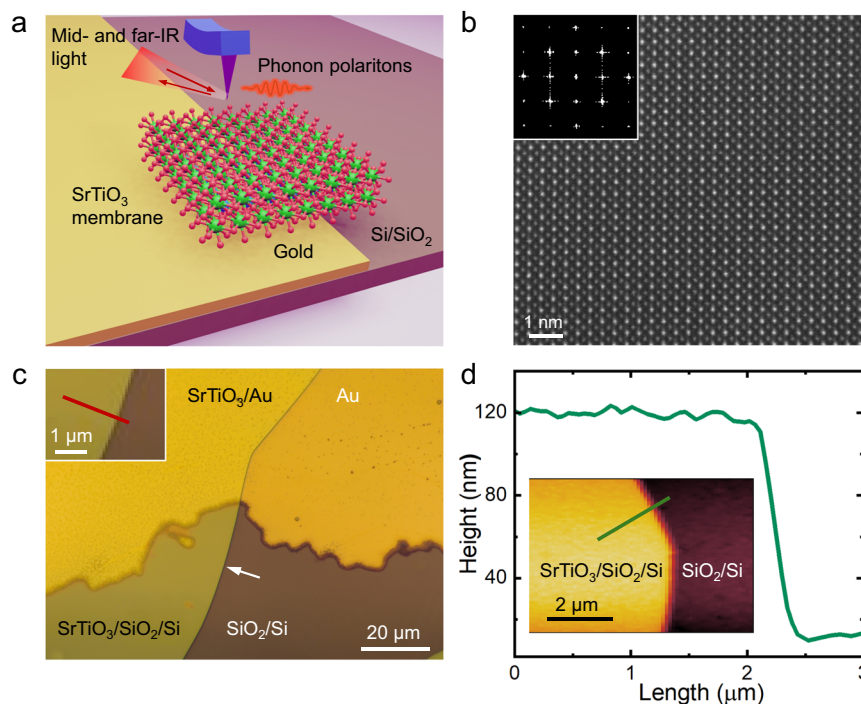 a
Mid- and far-IR
light
Phonon polaritons
SrTiO₃
membrane
Si/SiO₂
Gold
b
1 nm
c
SrTiO₃/Au
Au
1 μm
SrTiO₃/SiO₂/Si
SiO₂/Si
20 μm
d
120
80
40
0
Height (nm)
SrTiO₃/SiO₂/Si
SiO₂/Si
2 μm
0
1
2
3
Length (μm)